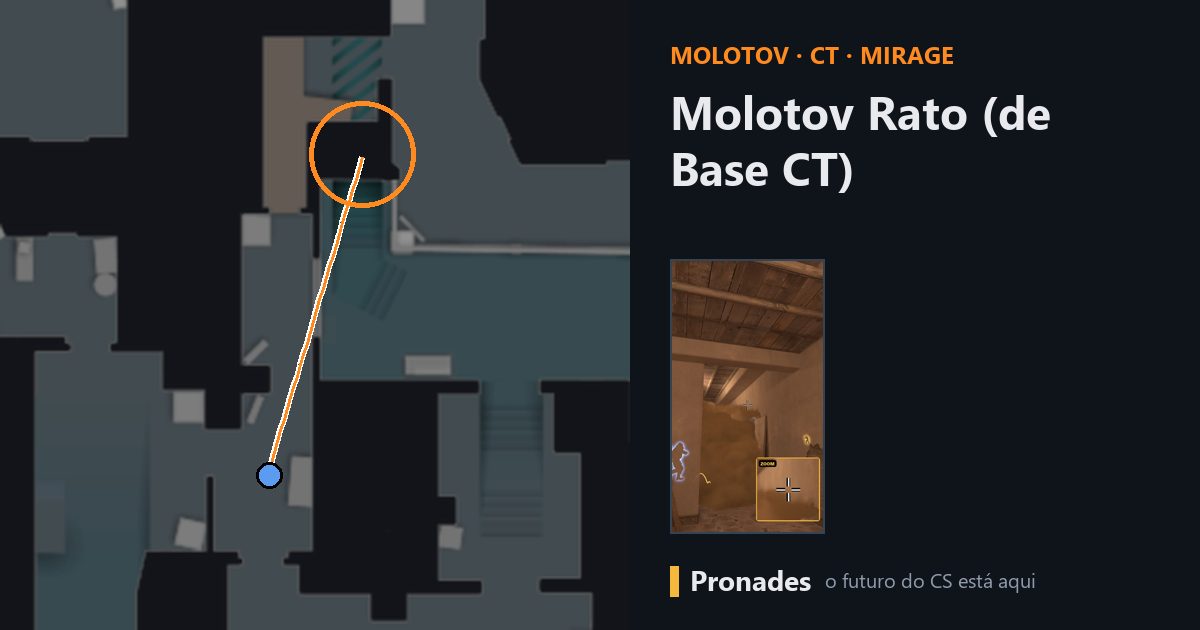 MOLOTOV · CT · MIRAGE
Molotov Rato (de
Base CT)
ZOOM
Pronades o futuro do CS está aqui